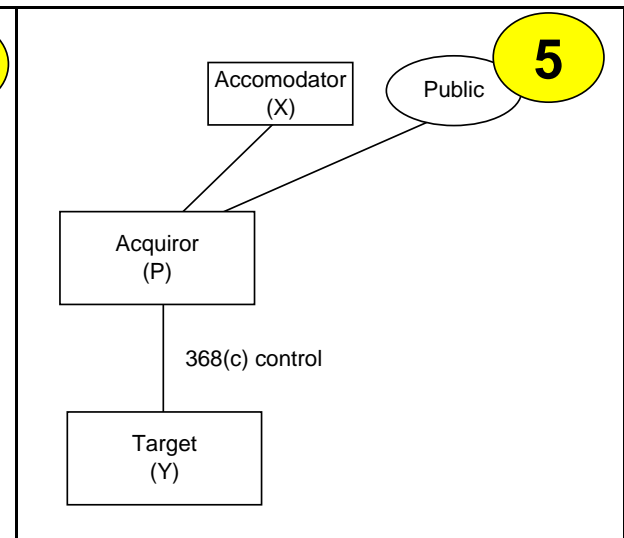 5
Accomodator
(X)
Public
Acquiror
(P)
368(c) control
Target
(Y)